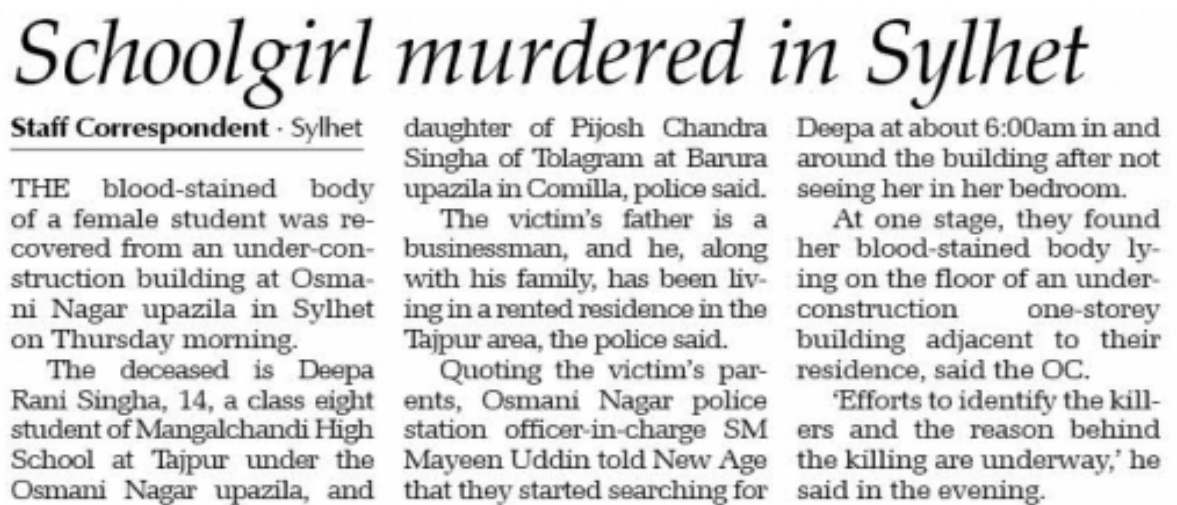 Schoolgirl murdered in Sylhet
Staff Correspondent · Sylhet
THE blood-stained body
of a female student was re-
covered from an under-con-
struction building at Osma-
ni Nagar upazila in Sylhet
on Thursday morning.
The deceased is Deepa
Rani Singha, 14, a class eight
student of Mangalchandi High
School at Tajpur under the
Osmani Nagar upazila, and
daughter of Pijosh Chandra
Singha of Tolagram at Barura
upazila in Comilla, police said.
The victim's father is a
businessman, and he, along
with his family, has been liv-
ing in a rented residence in the
Tajpur area, the police said.
Quoting the victim's par-
ents, Osmani Nagar police
station officer-in-charge SM
Mayeen Uddin told New Age
that they started searching for
Deepa at about 6:00am in and
around the building after not
seeing her in her bedroom.
At one stage, they found
her blood-stained body ly-
ing on the floor of an under-
construction one-storey
building adjacent to their
residence, said the OC.
'Efforts to identify the kill-
ers and the reason behind
the killing are underway,' he
said in the evening.